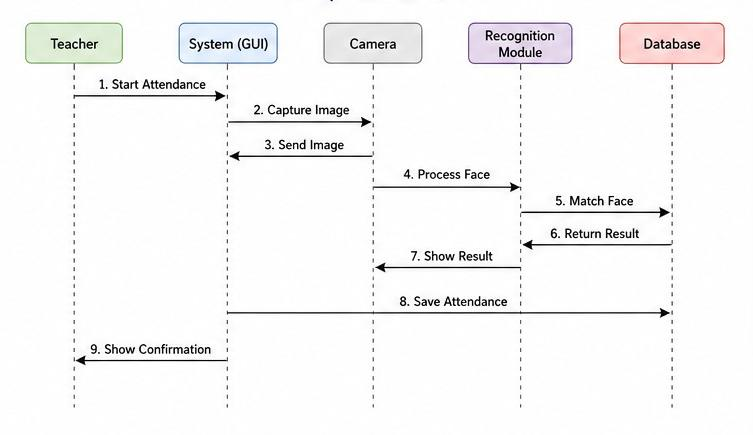 Teacher
System (GUI)
Camera
Recognition
Module
Database
1. Start Attendance
2. Capture Image
3. Send Image
4. Process Face
5. Match Face
6. Return Result
7. Show Result
8. Save Attendance
9. Show Confirmation